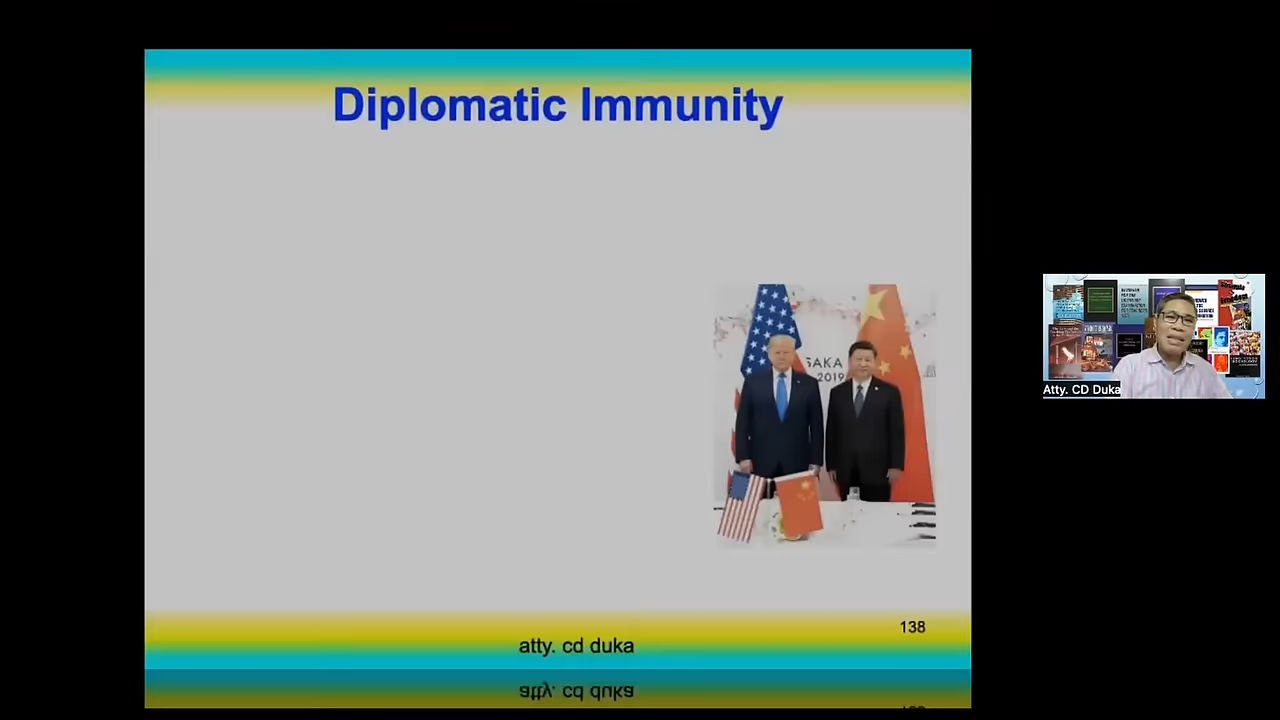 Diplomatic Immunity
SAKA
2019
138
atty. cd duka
atty. cd duka
Atty. CD Duka